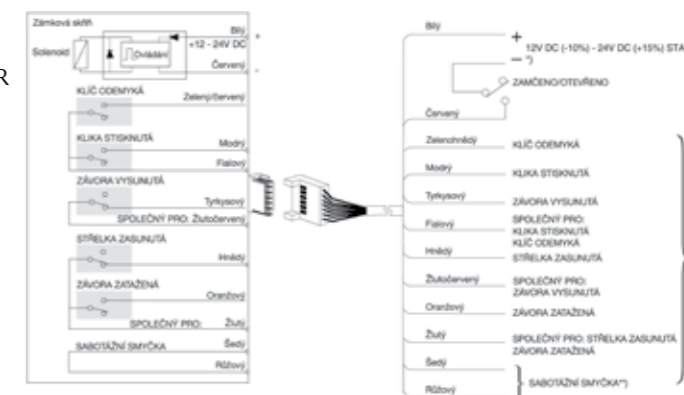 R
Zámková skříň
Bílý
+
+12 - 24V DC
Solenoid
Ovládání
Červený
-
KLÍČ ODEMYKÁ
Zelený/červený
KLIKA STISKNUTÁ
Modrý
Fialový
ZÁVORA VYSUNUTÁ
Tyrkysový
SPOLEČNÝ PRO: Žlutočervený
STŘELKA ZASUNUTÁ
Hnědý
ZÁVORA ZATAŽENÁ
Oranžový
SPOLEČNÝ PRO: Žlutý
SABOTÁŽNÍ SMYČKA
Šedý
Růžový
Bílý
+
12V DC (-10%) - 24V DC (+15%) STA
— *)
ZAMČENO/OTEVŘENO
Červený
Zelenohnědý
KLÍČ ODEMYKÁ
Modrý
KLIKA STISKNUTÁ
Tyrkysový
ZÁVORA VYSUNUTÁ
Fialový
SPOLEČNÝ PRO:
KLIKA STISKNUTÁ
KLÍČ ODEMYKÁ
Hnědý
STŘELKA ZASUNUTÁ
Žlutočervený
SPOLEČNÝ PRO:
ZÁVORA VYSUNUTÁ
Oranžový
ZÁVORA ZATAŽENÁ
Žlutý
SPOLEČNÝ PRO: STŘELKA ZASUNUTÁ
ZÁVORA ZATAŽENÁ
Šedý
SABOTÁŽNÍ SMYČKA**)
Růžový